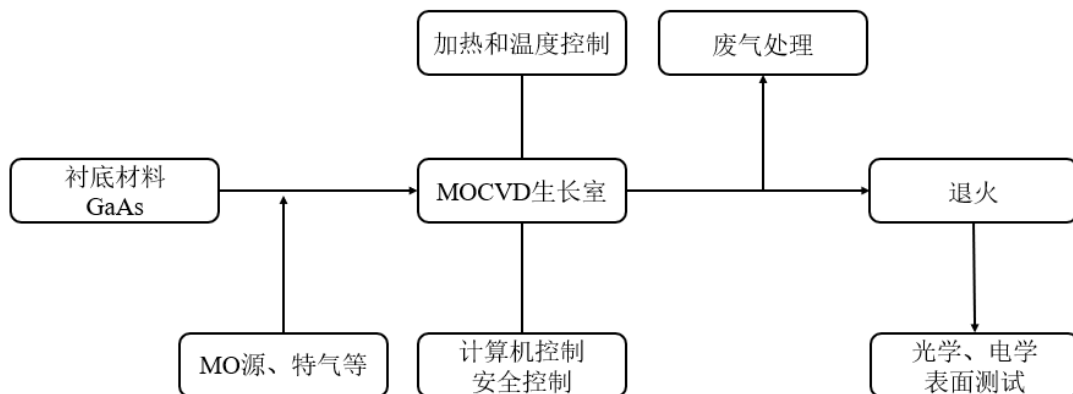 加热和温度控制
废气处理
衬底材料
GaAs
MOCVD生长室
退火
MO源、特气等
计算机控制
安全控制
光学、电学
表面测试